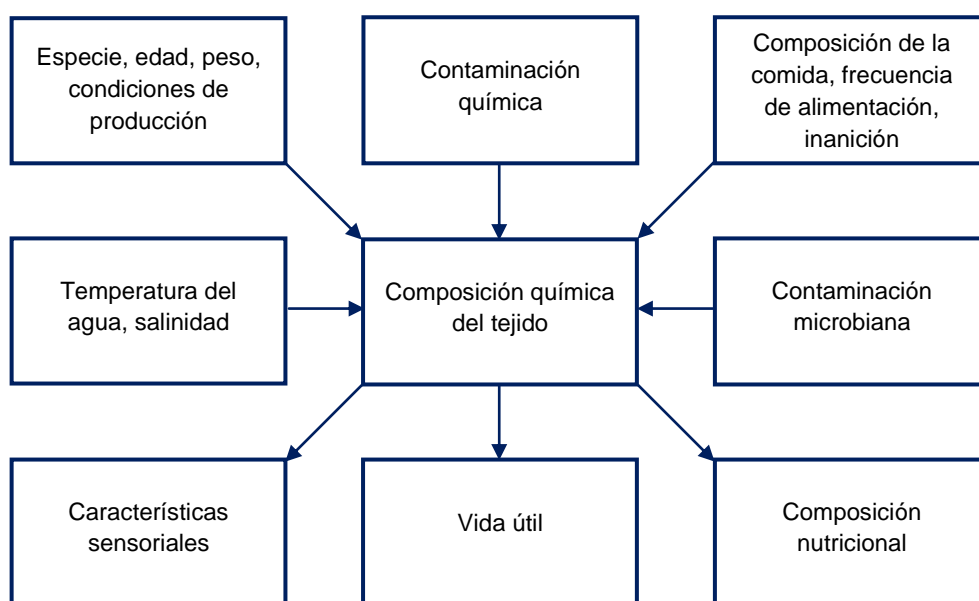 Especie, edad, peso,
condiciones de
producción
Contaminación
química
Composición de la
comida, frecuencia
de alimentación,
inanición
Temperatura del
agua, salinidad
Composición química
del tejido
Contaminación
microbiana
Características
sensoriales
Vida útil
Composición
nutricional